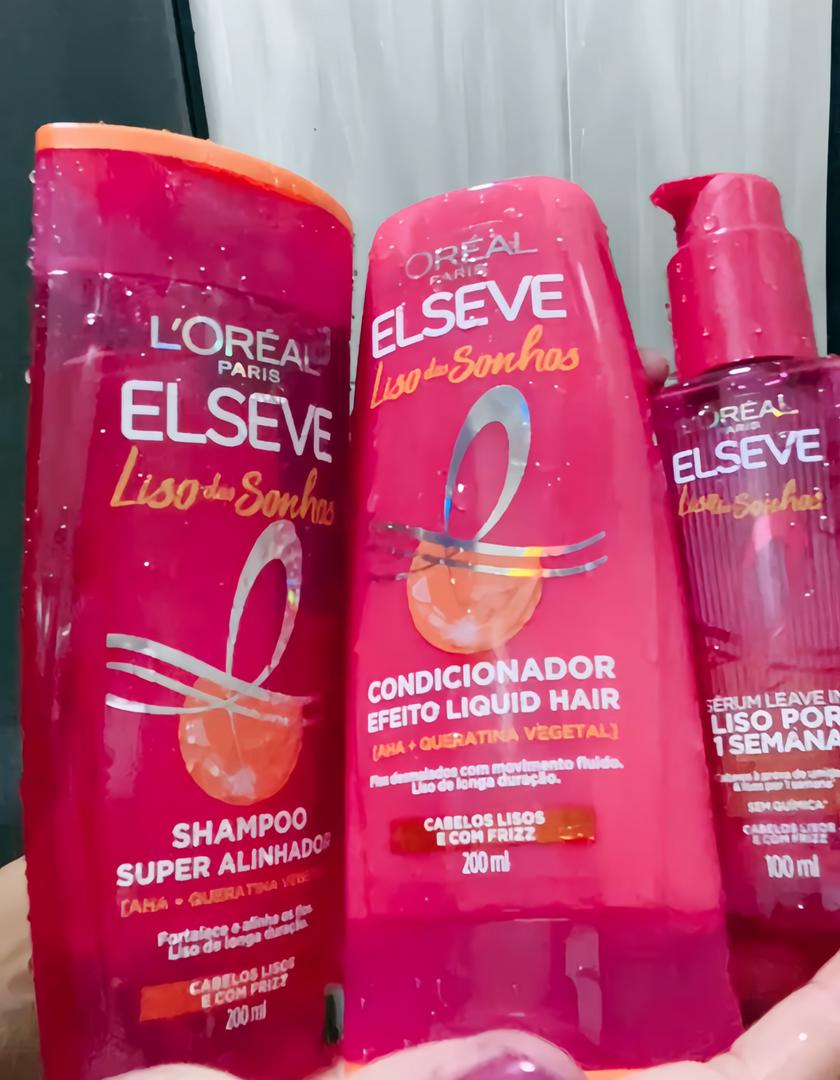 L'ORÉAL
PARIS
ELSEVE
Liso dos Sonhos
SHAMPOO
SUPER ALINHADOR
[AHA + QUERATINA
Fortalece e alinha os fios
Liso de longa duração.
CABELOS LISOS
E COM FRIZZ
200 ml
ORÉAL
PARIS
ELSEVE
Liso dos Sonhos
CONDICIONADOR
EFEITO LIQUID HAIR
[AHA + QUERATINA VEGETAL]
Fios desmaiados com movimento fluido.
Liso de longa duração.
CABELOS LISOS
E COM FRIZZ
200 ml
L'ORÉAL
PARIS
ELSEVE
Liso dos Sonhos
SÉRUM LEAVE IN
LISO POR
1 SEMANA
SEM QUÍMICA*
CABELOS LISOS
E COM FRIZZ
100 ml